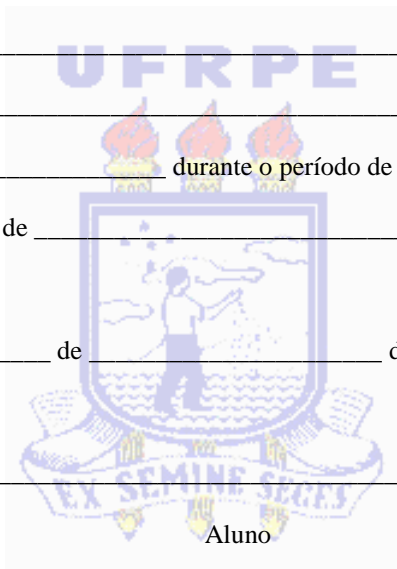 UFRPE
durante o período de
de
de
EX SEMINE SEGES
Aluno